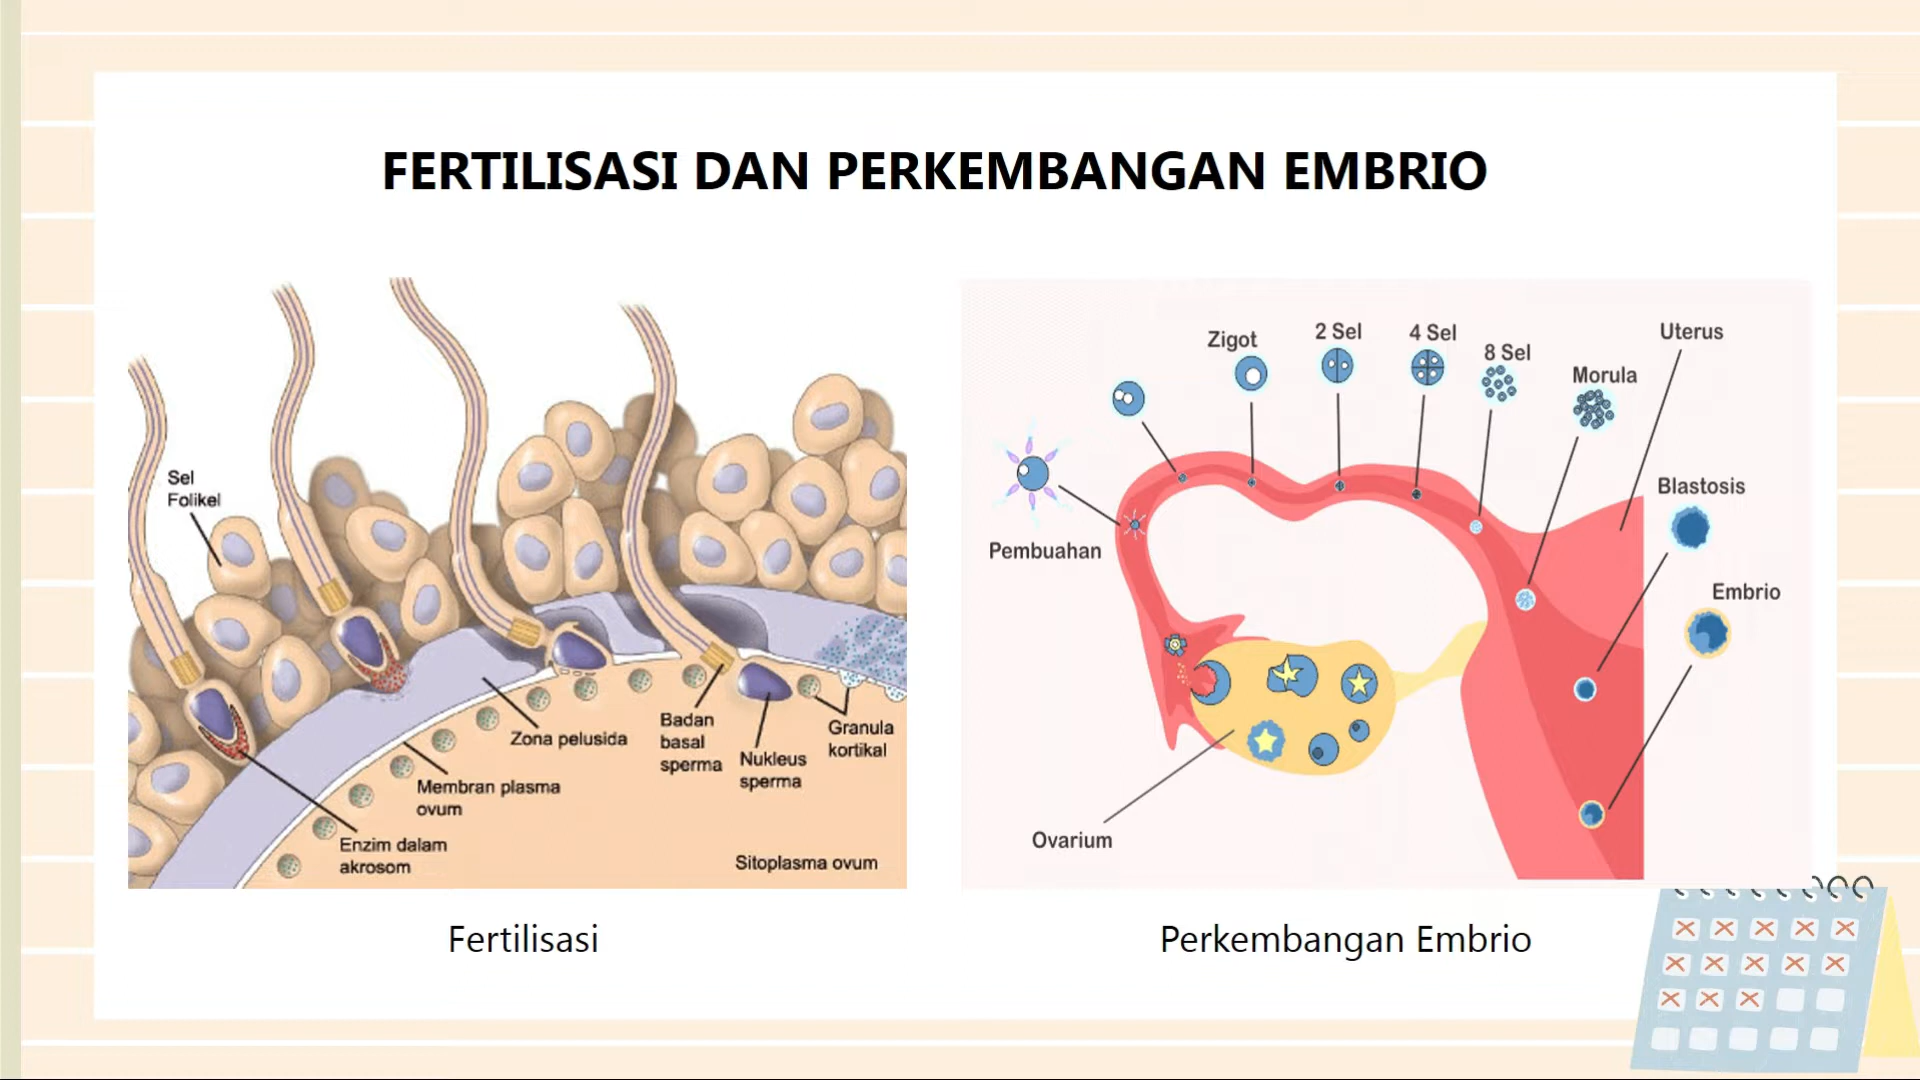 FERTILISASI DAN PERKEMBANGAN EMBRIO
Sel
Folikel
Zona pelusida
Membran plasma
ovum
Enzim dalam
akrosom
Badan
basal
sperma
Nukleus
sperma
Granula
kortikal
Sitoplasma ovum
Fertilisasi
Zigot
2 Sel
4 Sel
8 Sel
Morula
Uterus
Blastosis
Embrio
Pembuahan
Ovarium
Perkembangan Embrio